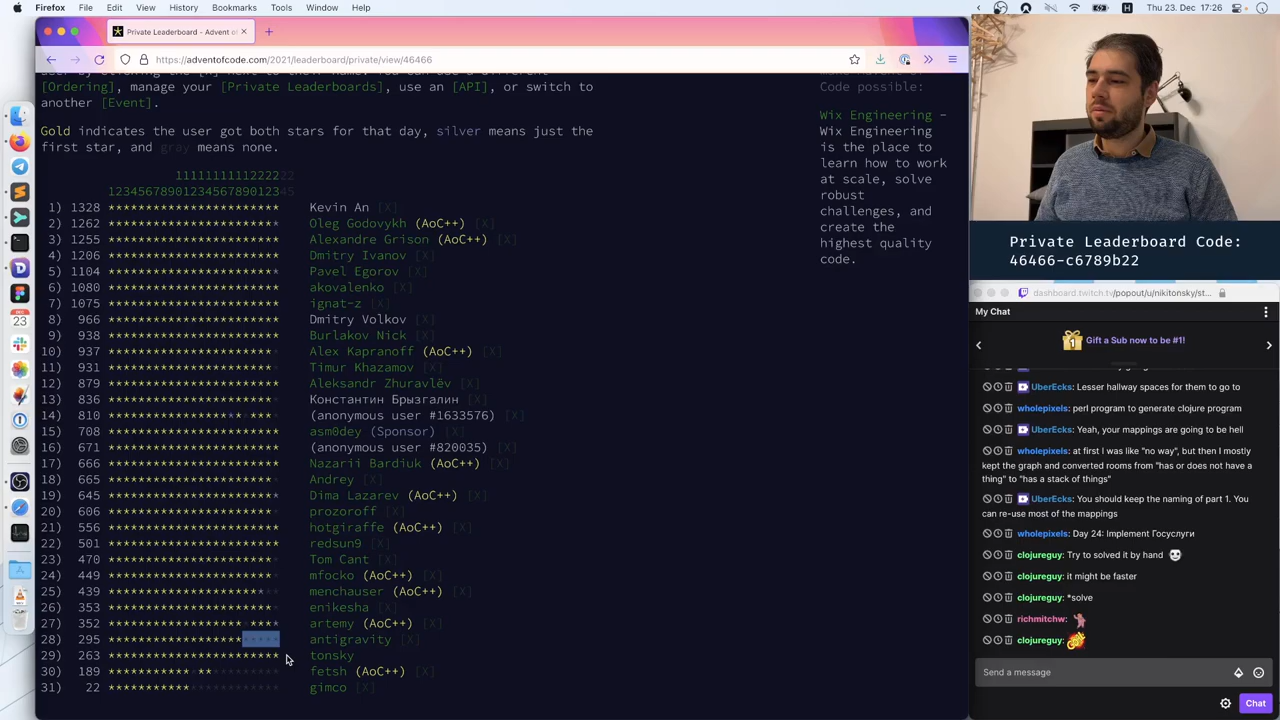 Firefox File Edit View History Bookmarks Tools Window Help
Thu 23. Dec 17:26
Private Leaderboard - Advent of
https://adventofcode.com/2021/leaderboard/private/view/46466
[Ordering], manage your [Private Leaderboards], use an [API], or switch to
another [Event].
Gold indicates the user got both stars for that day, silver means just the
first star, and gray means none.
1111111111222222
1234567890123456789012345
1) 1328 *********************** Kevin An [X]
2) 1262 *********************** Oleg Godovykh (AoC++) [X]
3) 1255 *********************** Alexandre Grison (AoC++) [X]
4) 1206 *********************** Dmitry Ivanov [X]
5) 1104 *********************** Pavel Egorov [X]
6) 1080 *********************** akovalenko [X]
7) 1075 *********************** ignat-z [X]
8) 966 *********************** Dmitry Volkov [X]
9) 938 *********************** Burlakov Nick [X]
10) 937 *********************** Alex Kapranoff (AoC++) [X]
11) 931 *********************** Timur Khazamov [X]
12) 879 *********************** Aleksandr Zhuravlëv [X]
13) 836 *********************** Константин Брызгалин [X]
14) 810 *********************** (anonymous user #1633576) [X]
15) 708 *********************** asm0dey (Sponsor) [X]
16) 671 *********************** (anonymous user #820035) [X]
17) 666 *********************** Nazarii Bardiuk (AoC++) [X]
18) 665 *********************** Andrey [X]
19) 645 *********************** Dima Lazarev (AoC++) [X]
20) 606 *********************** prozoroff [X]
21) 556 *********************** hotgiraffe (AoC++) [X]
22) 501 *********************** redsun9 [X]
23) 470 *********************** Tom Cant [X]
24) 449 *********************** mfocko (AoC++) [X]
25) 439 *********************** menchauser (AoC++) [X]
26) 353 *********************** enikesha [X]
27) 352 *********************** artemy (AoC++) [X]
28) 295 *********************** antigravity [X]
29) 263 *********************** tonsky
30) 189 *********************** fetsh (AoC++) [X]
31) 22 *********************** gimco [X]
Code possible:
Wix Engineering –
Wix Engineering
is the place to
learn how to work
at scale, solve
robust
challenges, and
create the
highest quality
code.
DEC
23
Private Leaderboard Code:
46466-c6789b22
dashboard.twitch.tv/popout/u/nikitonsky/st...
My Chat
1
Gift a Sub now to be #1!
UberEcks: Lesser hallway spaces for them to go to
wholepixels: perl program to generate clojure program
UberEcks: Yeah, your mappings are going to be hell
wholepixels: at first I was like "no way", but then I mostly
kept the graph and converted rooms from "has or does not have a
thing" to "has a stack of things"
UberEcks: You should keep the naming of part 1. You
can re-use most of the mappings
wholepixels: Day 24: Implement Госуслуги
clojureguy: Try to solved it by hand
clojureguy: it might be faster
clojureguy: *solve
richmitchw:
clojureguy:
Send a message
Chat